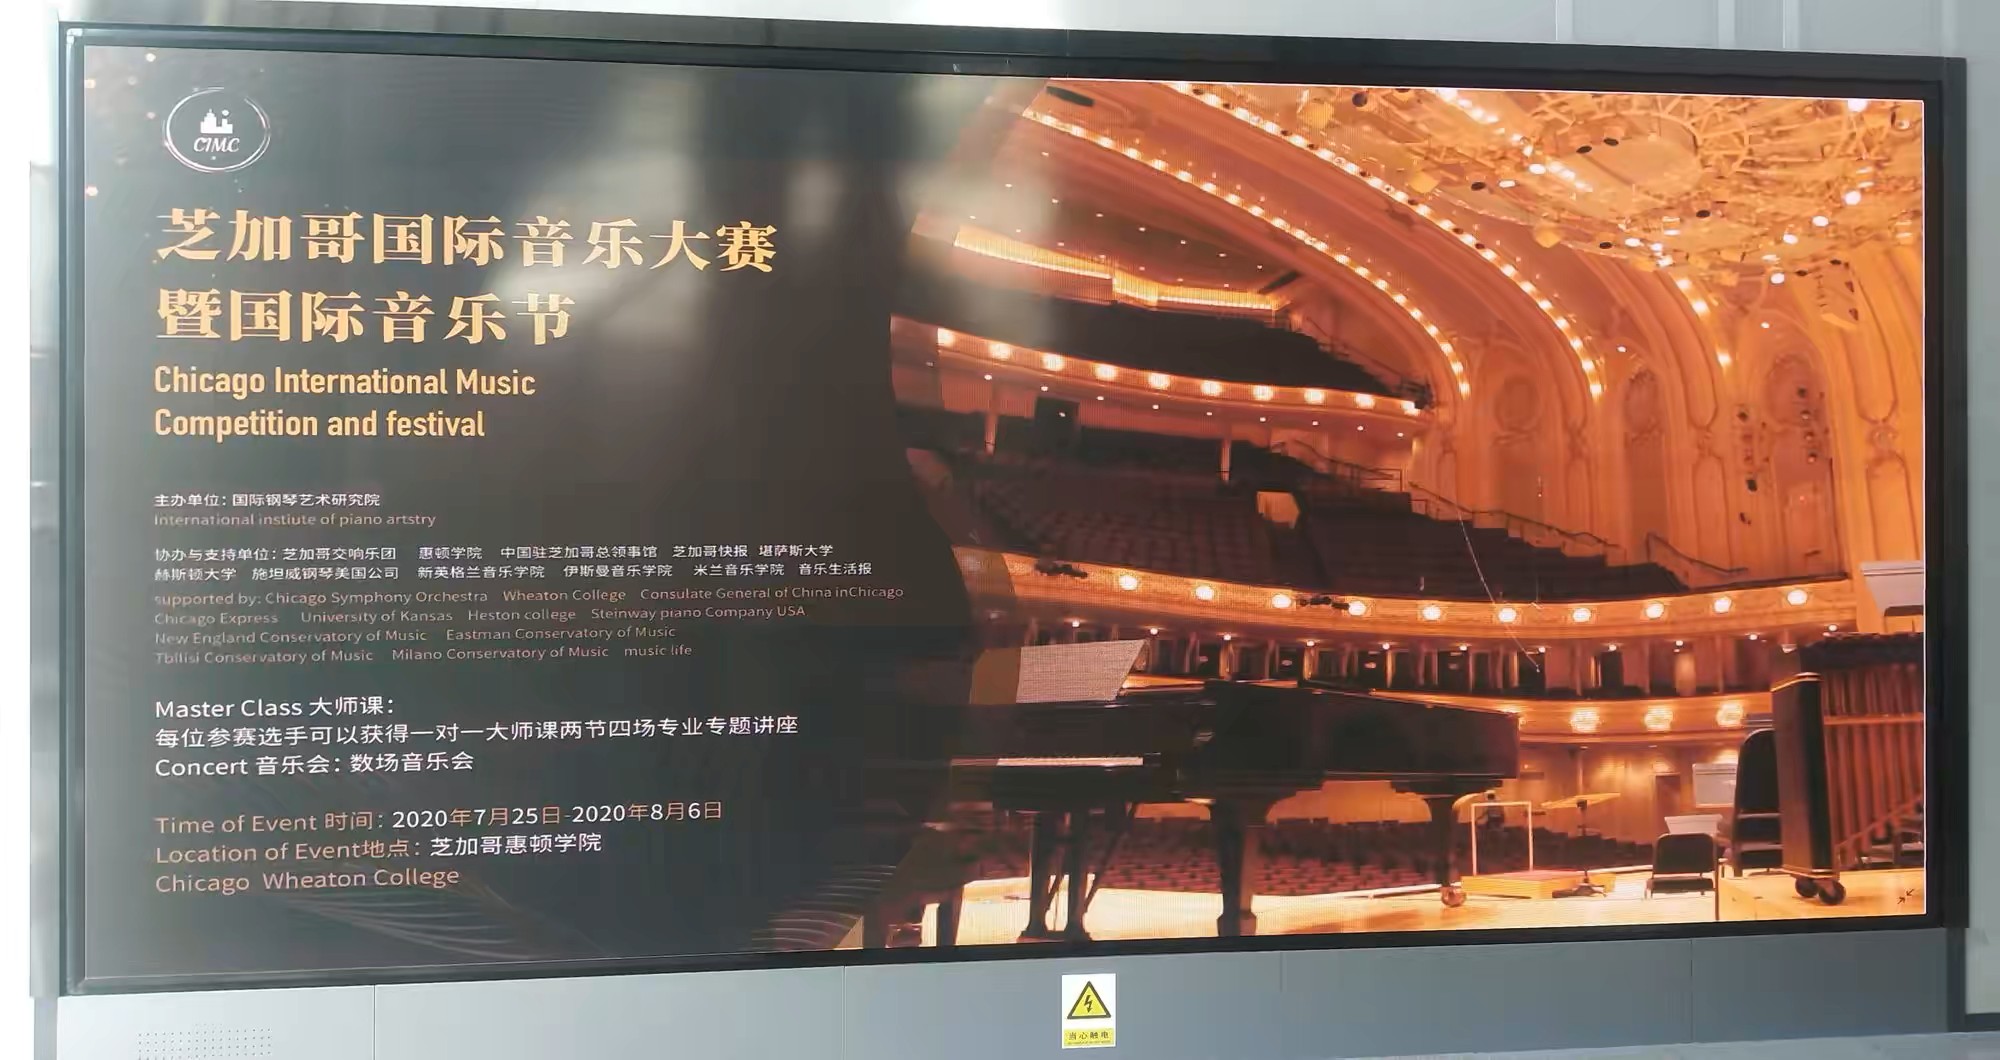 CIMC
芝加哥国际音乐大赛
暨国际音乐节
Chicago International Music
Competition and festival
主办单位：国际钢琴艺术研究院
International instiute of piano artstry
协办与支持单位：芝加哥交响乐团 惠顿学院 中国驻芝加哥总领事馆 芝加哥快报 堪萨斯大学
赫斯顿大学 施坦威钢琴美国公司 新英格兰音乐学院 伊斯曼音乐学院 米兰音乐学院 音乐生活报
supported by: Chicago Symphony Orchestra Wheaton College Consulate General of China inChicago
Chicago Express University of Kansas Heston college Steinway piano Company USA
New England Conservatory of Music Eastman Conservatory of Music
Tbilisi Conservatory of Music Milano Conservatory of Music music life
Master Class 大师课：
每位参赛选手可以获得一对一大师课两节四场专业专题讲座
Concert 音乐会：数场音乐会
Time of Event 时间：2020年7月25日-2020年8月6日
Location of Event地点：芝加哥惠顿学院
Chicago Wheaton College
当心触电